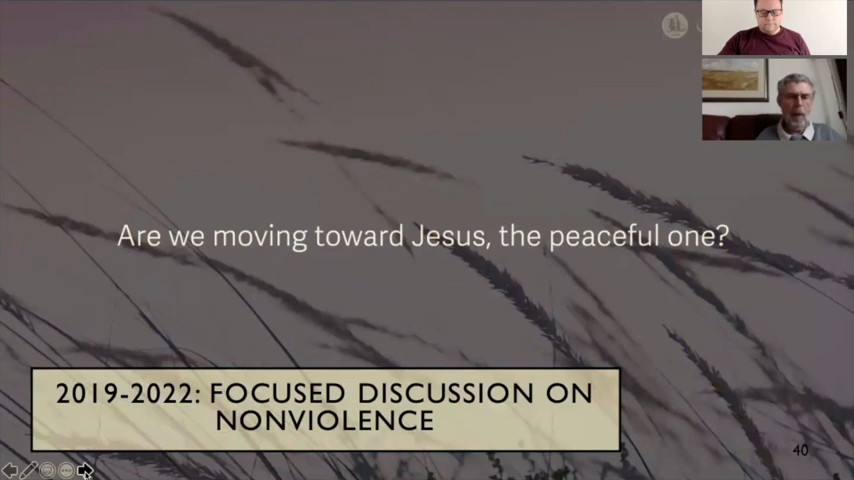 Are we moving toward Jesus, the peaceful one?
2019-2022: FOCUSED DISCUSSION ON
NONVIOLENCE
40